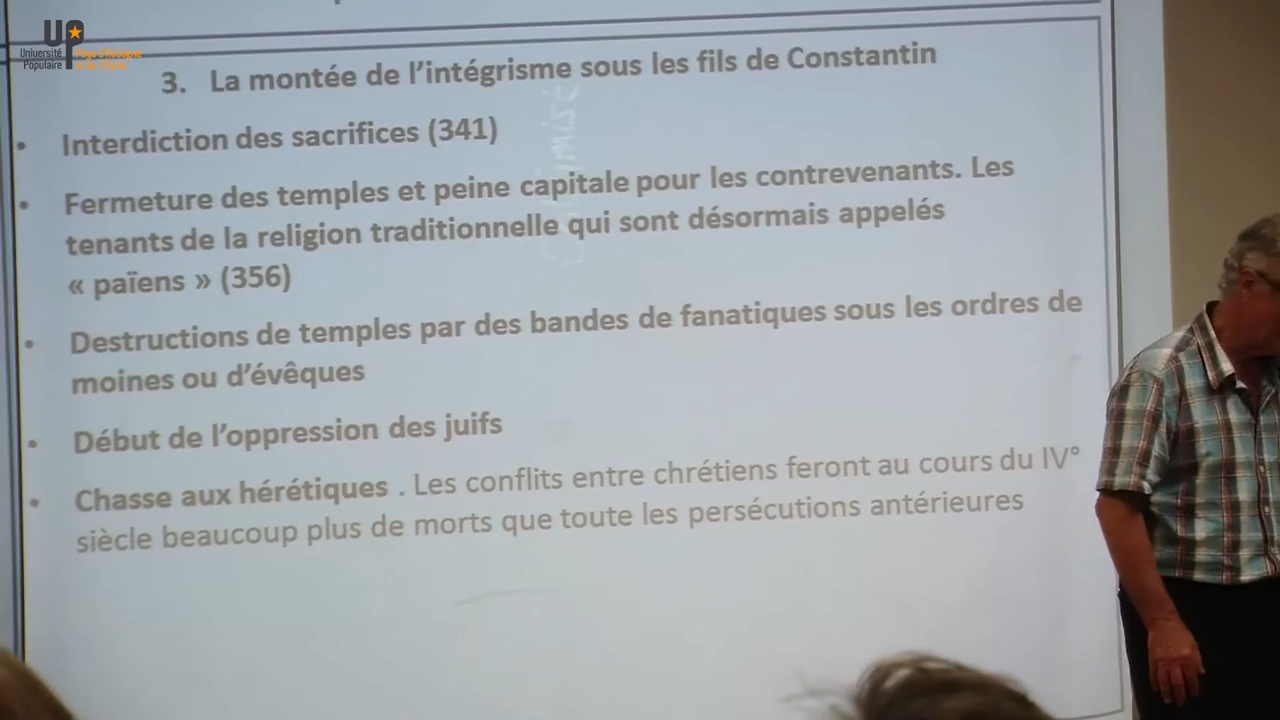 UP
Université
Populaire
3. La montée de l'intégrisme sous les fils de Constantin
• Interdiction des sacrifices (341)
• Fermeture des temples et peine capitale pour les contrevenants. Les
tenants de la religion traditionnelle qui sont désormais appelés
« païens » (356)
• Destructions de temples par des bandes de fanatiques sous les ordres de
moines ou d'évêques
• Début de l'oppression des juifs
• Chasse aux hérétiques . Les conflits entre chrétiens feront au cours du IV°
siècle beaucoup plus de morts que toute les persécutions antérieures